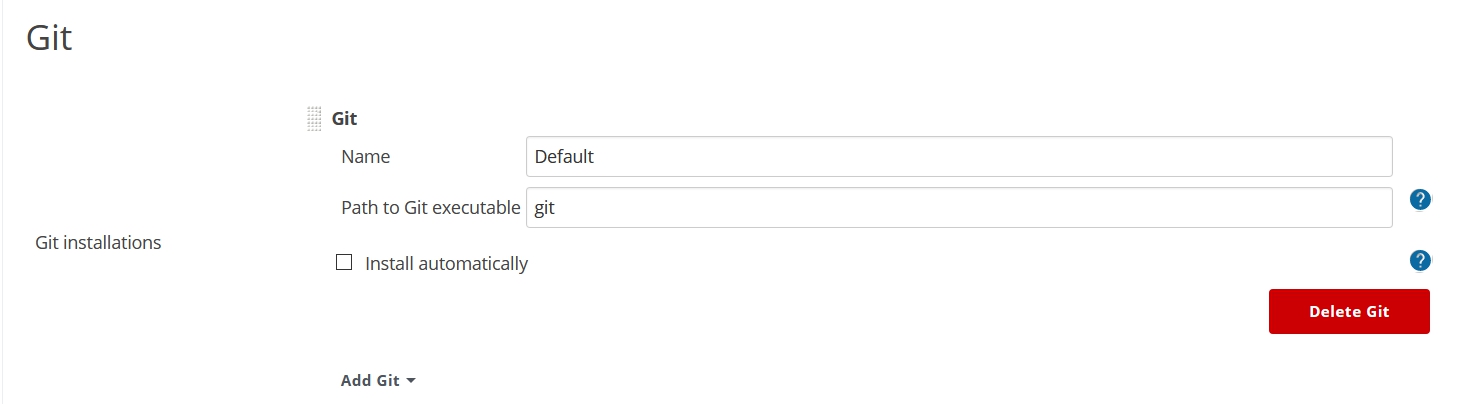 Git
Git
Name
Default
Path to Git executable
git
?
Git installations
Install automatically
?
Delete Git
Add Git